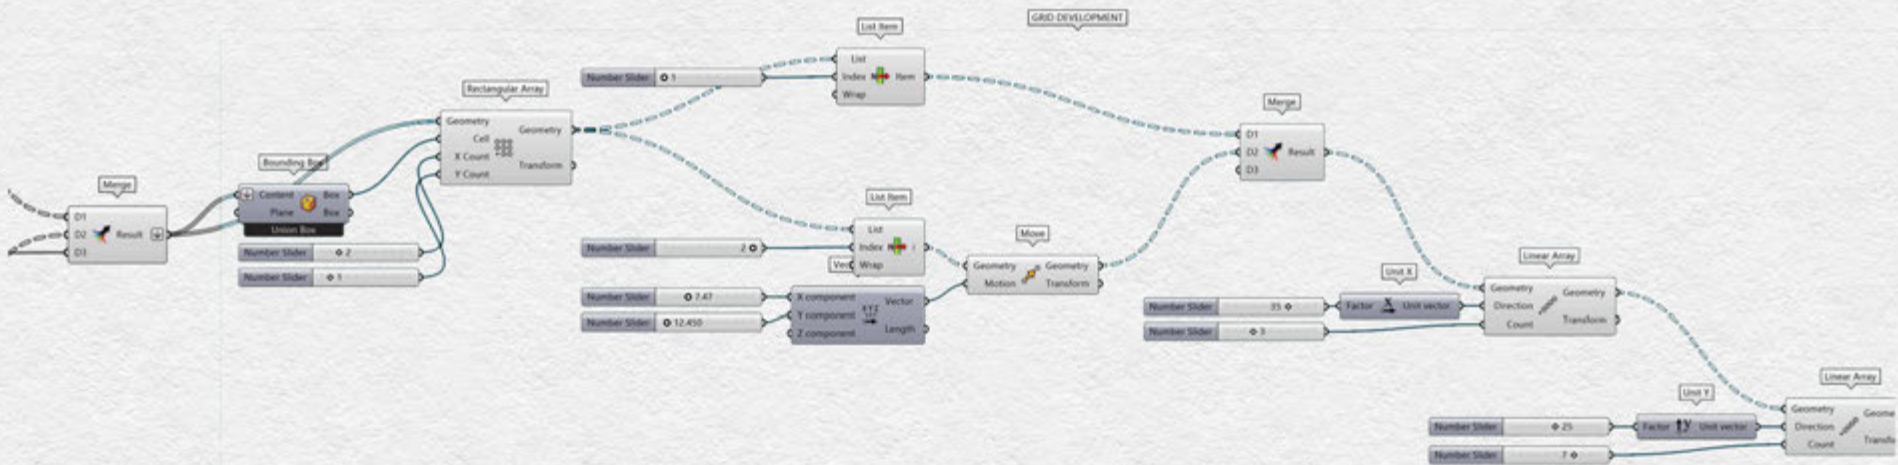 GRID DEVELOPMENT
List Item
List
Number Slider 1
Index Item
Wrap
Rectangular Array
Geometry
Geometry
Cell
X Count
Transform
Y Count
Merge
D1
D2 Result
D3
Bounding Box
Content Box
Plane Box
Union Box
Number Slider 2
Number Slider 1
Merge
D1
D2 Result
D3
List Item
List
Number Slider 2
Index
Wrap
Move
Geometry Geometry
Motion Transform
Number Slider 7.47
Number Slider 12.450
X component
Vector
Y component
Length
Z component
Unit X
Number Slider 35
Factor Unit vector
Number Slider 3
Linear Array
Geometry
Geometry
Direction
Transform
Count
Unit Y
Number Slider 25
Factor Unit vector
Number Slider 7
Linear Array
Geometry
Geome
Direction
Transfo
Count